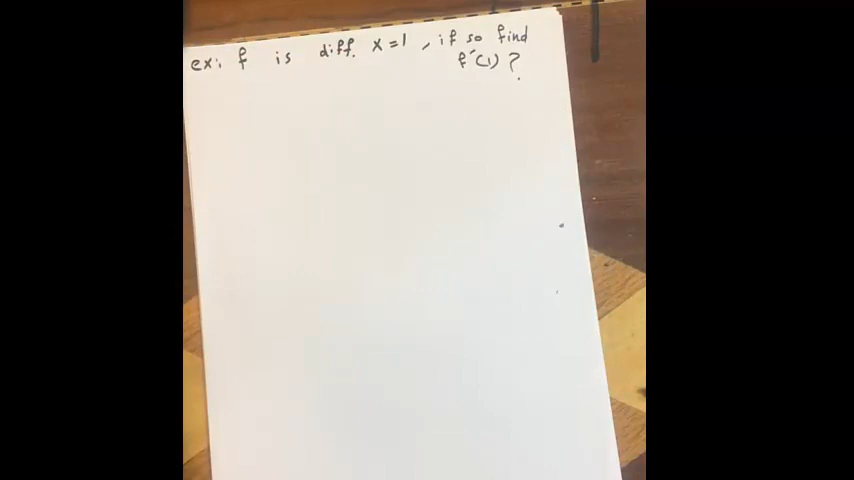 ex: f is diff. x=1 , if so find
f'(1) ?